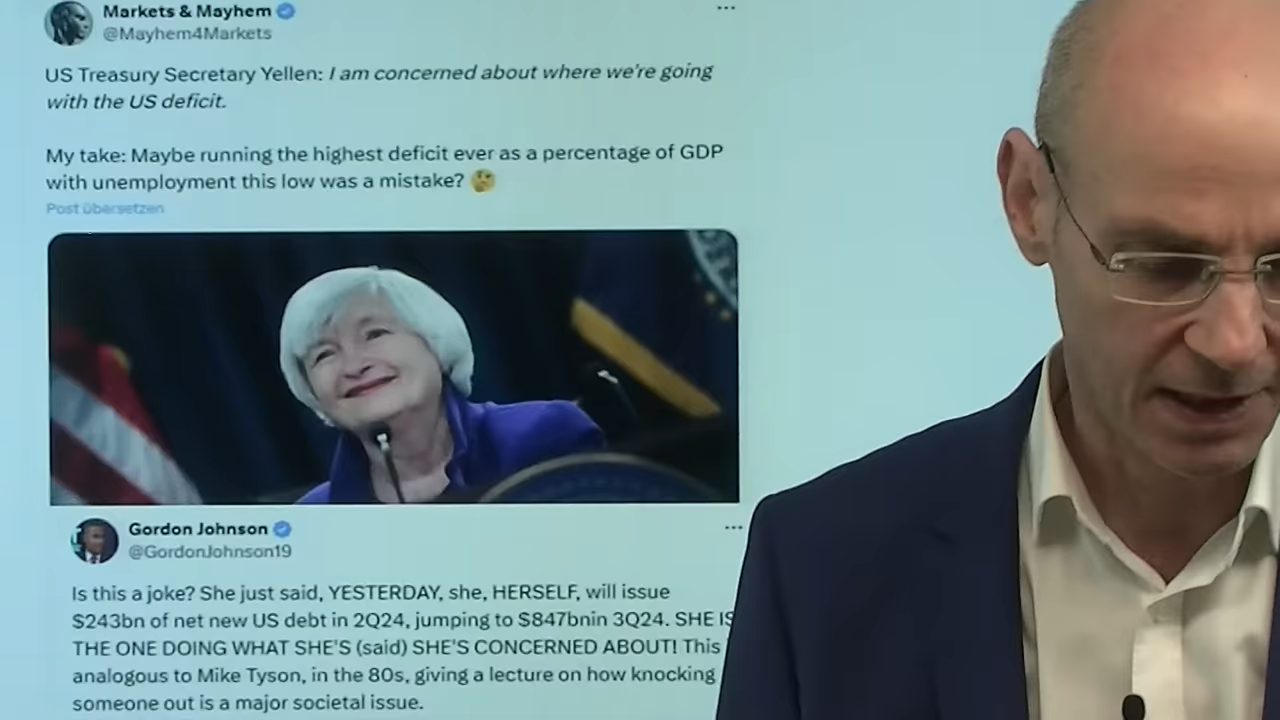 Markets & Mayhem
@Mayhem4Markets
US Treasury Secretary Yellen: I am concerned about where we're going
with the US deficit.
My take: Maybe running the highest deficit ever as a percentage of GDP
with unemployment this low was a mistake? 🤔
Post übersetzen
Gordon Johnson
@GordonJohnson19
Is this a joke? She just said, YESTERDAY, she, HERSELF, will issue
$243bn of net new US debt in 2Q24, jumping to $847bnin 3Q24. SHE IS
THE ONE DOING WHAT SHE'S (said) SHE'S CONCERNED ABOUT! This
analogous to Mike Tyson, in the 80s, giving a lecture on how knocking
someone out is a major societal issue.